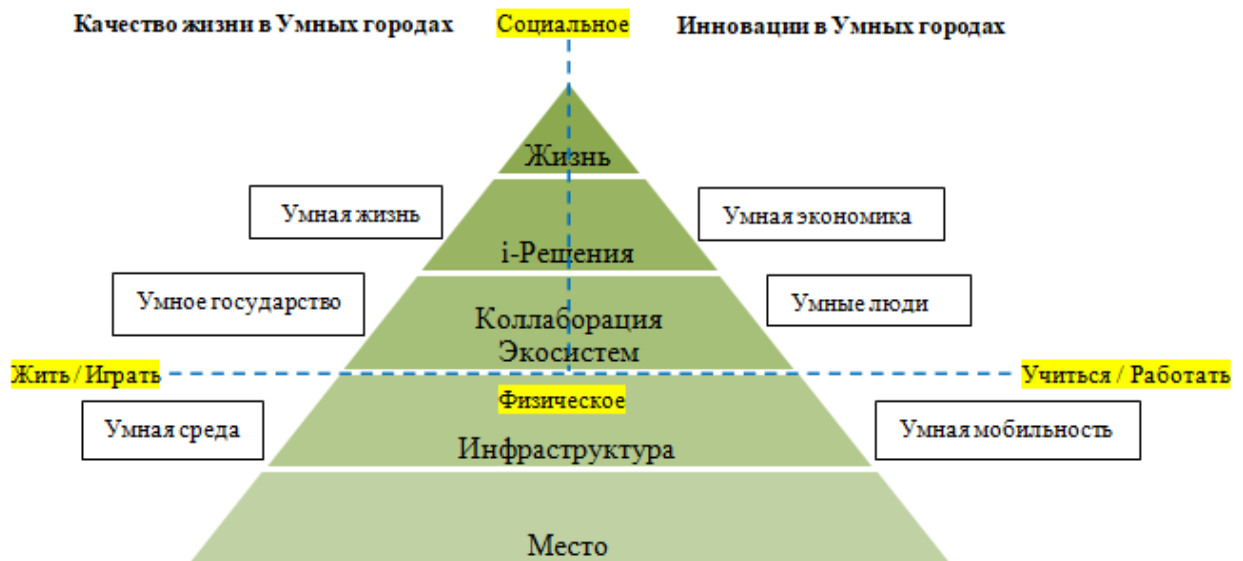 Качество жизни в Умных городах
Социальное
Инновации в Умных городах
Жизнь
Умная жизнь
Умная экономика
i-Решения
Умное государство
Умные люди
Коллаборация
Экосистем
Жить / Играть
Учиться / Работать
Физическое
Умная среда
Умная мобильность
Инфраструктура
Место